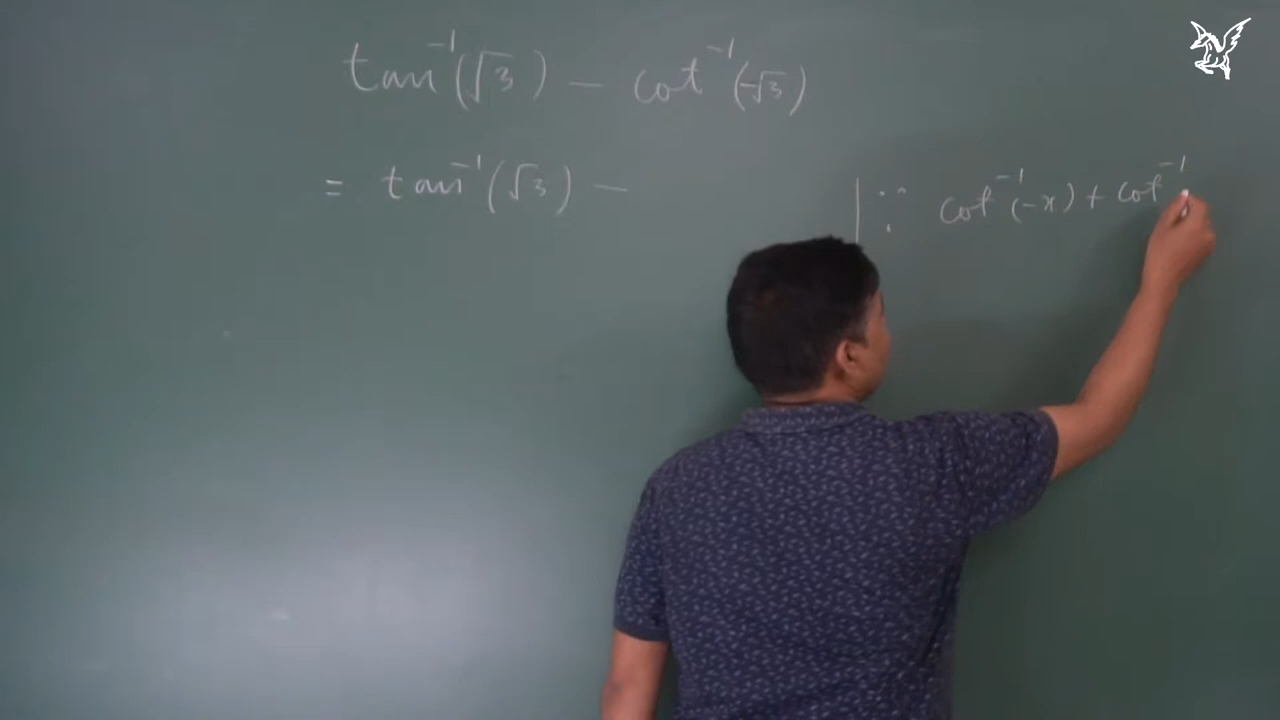 tan⁻¹(√3) − cot⁻¹(-√3)
= tan⁻¹(√3) −
∵ cot⁻¹(-x) + cot⁻¹